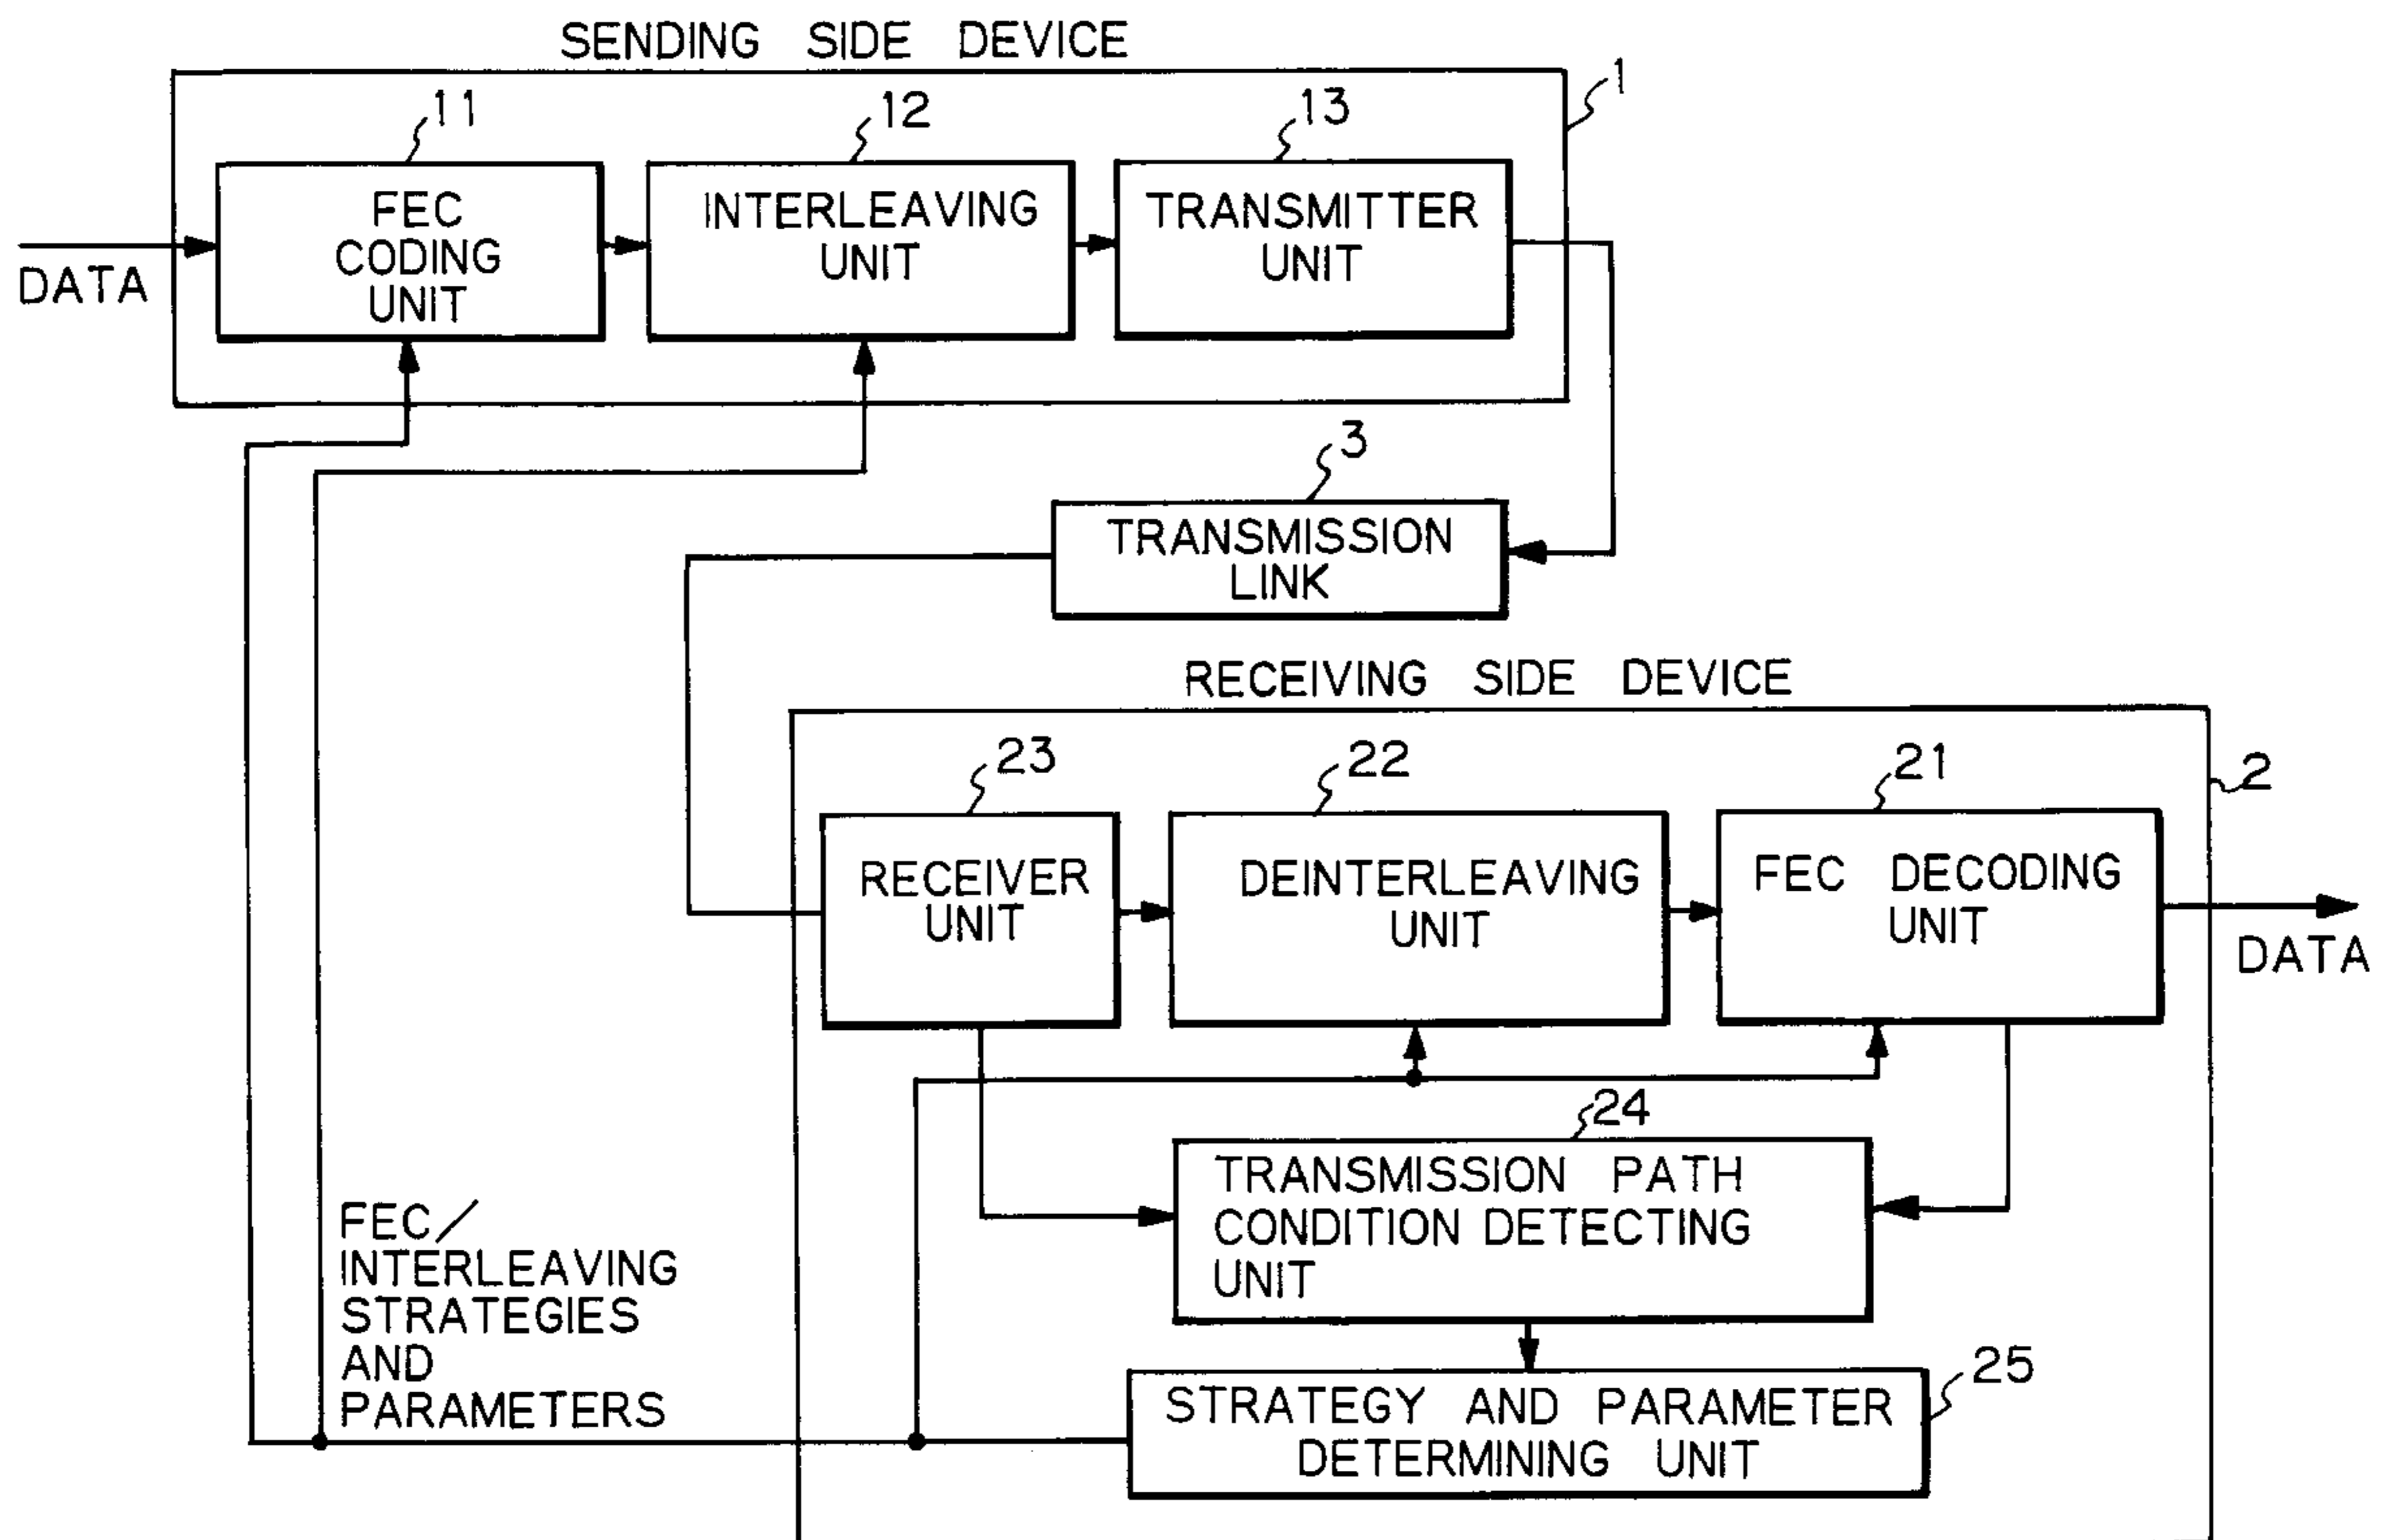 SENDING SIDE DEVICE
1
11
12
13
FEC
CODING
UNIT
INTERLEAVING
UNIT
TRANSMITTER
UNIT
DATA
3
TRANSMISSION
LINK
RECEIVING SIDE DEVICE
23
22
21
2
RECEIVER
UNIT
DEINTERLEAVING
UNIT
FEC DECODING
UNIT
DATA
24
TRANSMISSION PATH
CONDITION DETECTING
UNIT
FEC/
INTERLEAVING
STRATEGIES
AND
PARAMETERS
25
STRATEGY AND PARAMETER
DETERMINING UNIT